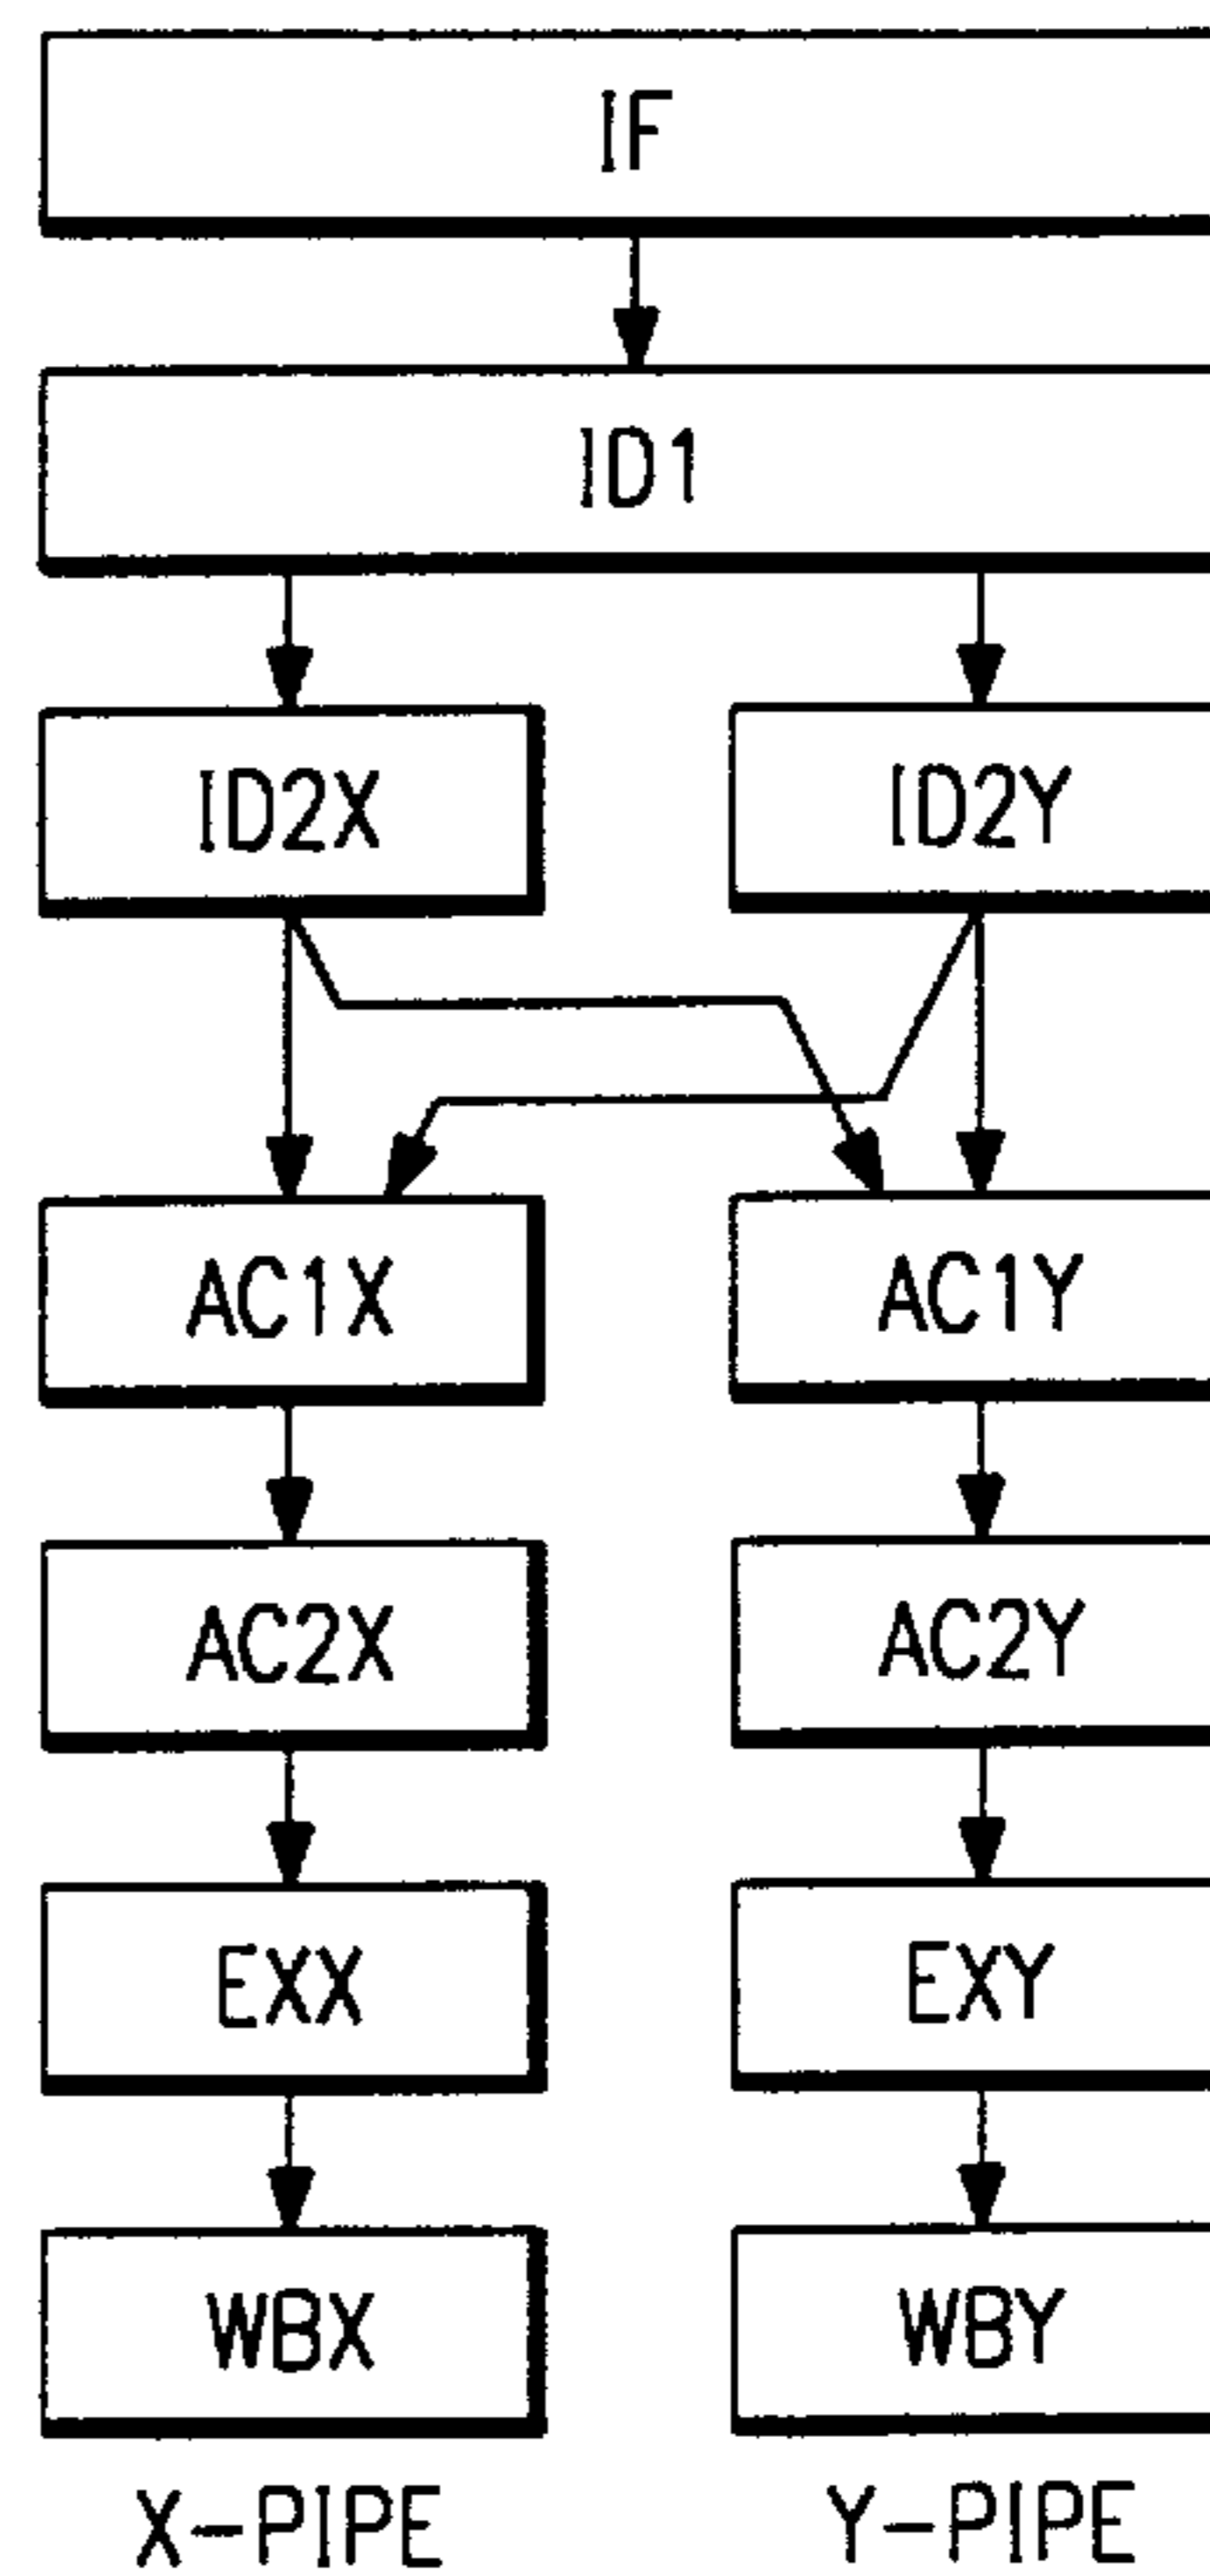 IF
ID1
ID2X ID2Y
AC1X AC1Y
AC2X AC2Y
EXX EXY
WBX WBY
X-PIPE Y-PIPE